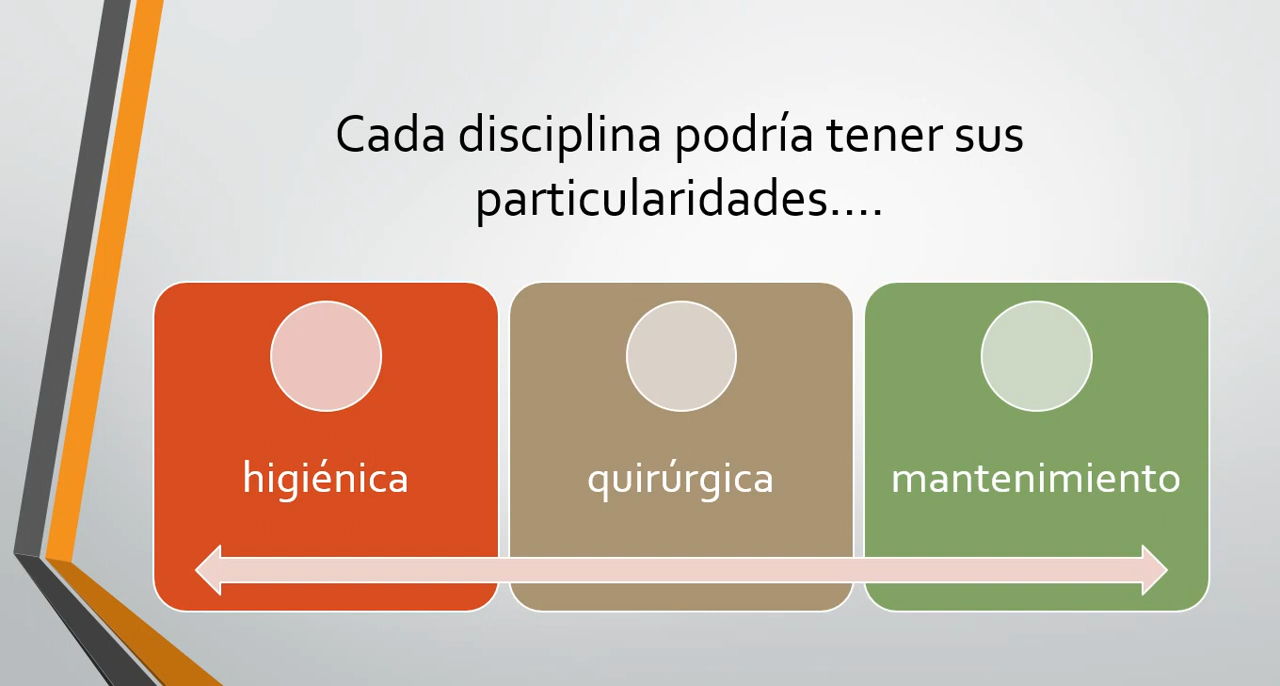 Cada disciplina podría tener sus
particularidades....
higiénica
quirúrgica
mantenimiento